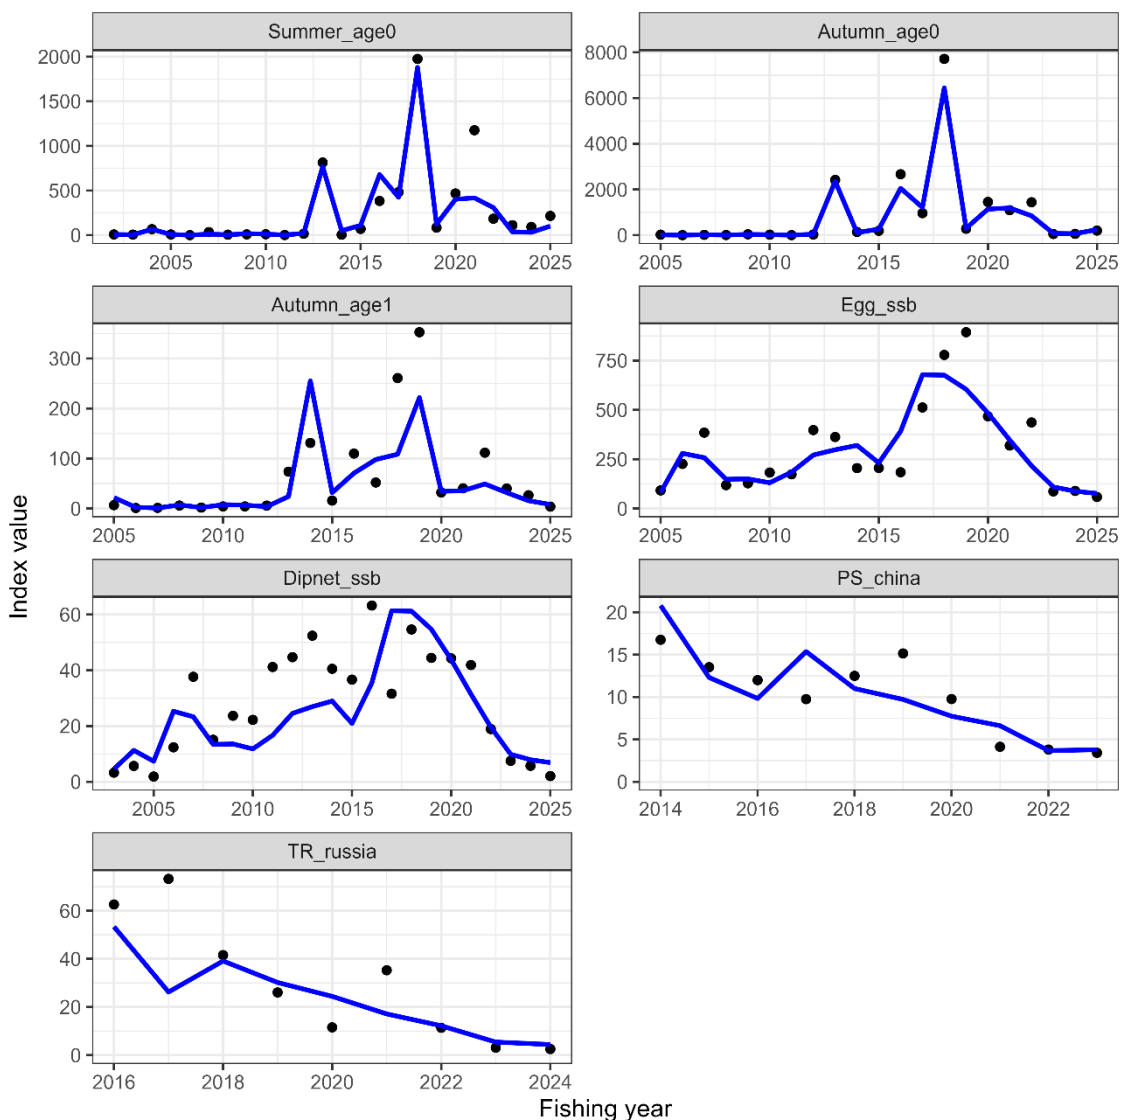 Summer_age0
Autumn_age0
2000
1500
1000
500
0
8000
6000
4000
2000
0
2005 2010 2015 2020 2025
2005 2010 2015 2020 2025
Autumn_age1
Egg_ssb
300
200
100
0
750
500
250
0
2005 2010 2015 2020 2025
2005 2010 2015 2020 2025
Index value
Dipnet_ssb
PS_china
60
40
20
0
20
15
10
5
0
2005 2010 2015 2020 2025
2014 2016 2018 2020 2022
TR_russia
60
40
20
0
2016 2018 2020 2022 2024
Fishing year